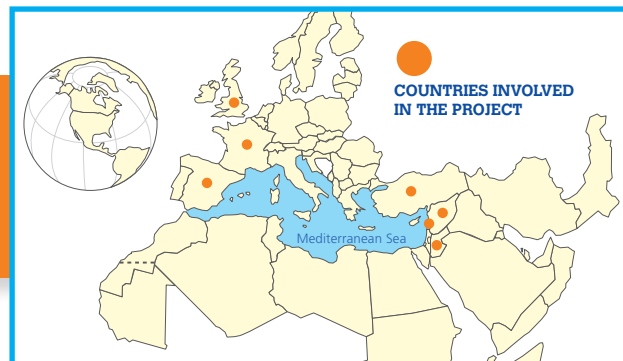 COUNTRIES INVOLVED
IN THE PROJECT
Mediterranean Sea